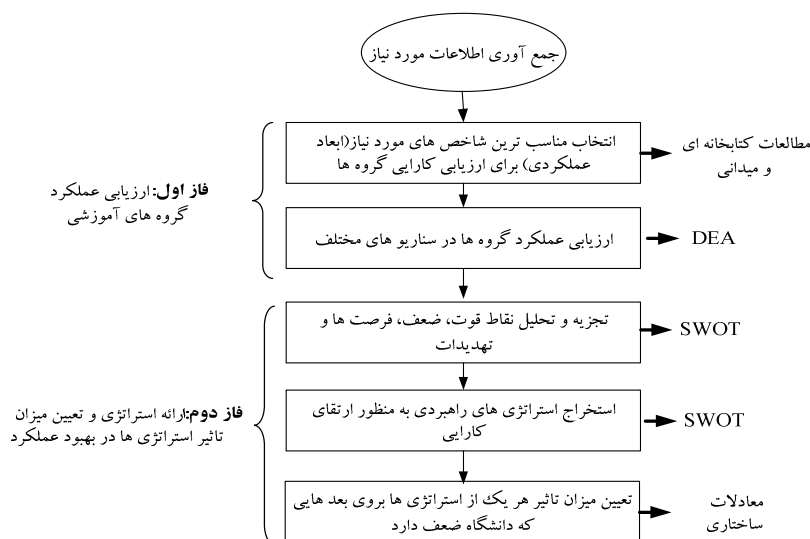 جمع آوری اطلاعات مورد نیاز
انتخاب مناسب ترین شاخص های مورد نیاز(ابعاد
عملکردی) برای ارزیابی کارایی گروه ها
مطالعات کتابخانه ای
و میدانی
فاز اول:ارزیابی عملکرد
گروه های آموزشی
ارزیابی عملکرد گروه ها در سناریو های مختلف
DEA
تجزیه و تحلیل نقاط قوت، ضعف، فرصت ها و
تهدیدات
SWOT
فاز دوم:ارائه استراتژی و تعیین میزان
تاثیر استراتژی ها در بهبود عملکرد
استخراج استراتژی های راهبردی به منظور ارتقای
کارایی
SWOT
تعیین میزان تاثیر هر یک از استراتژی ها بروی بعد هایی
که دانشگاه ضعف دارد
معادلات
ساختاری